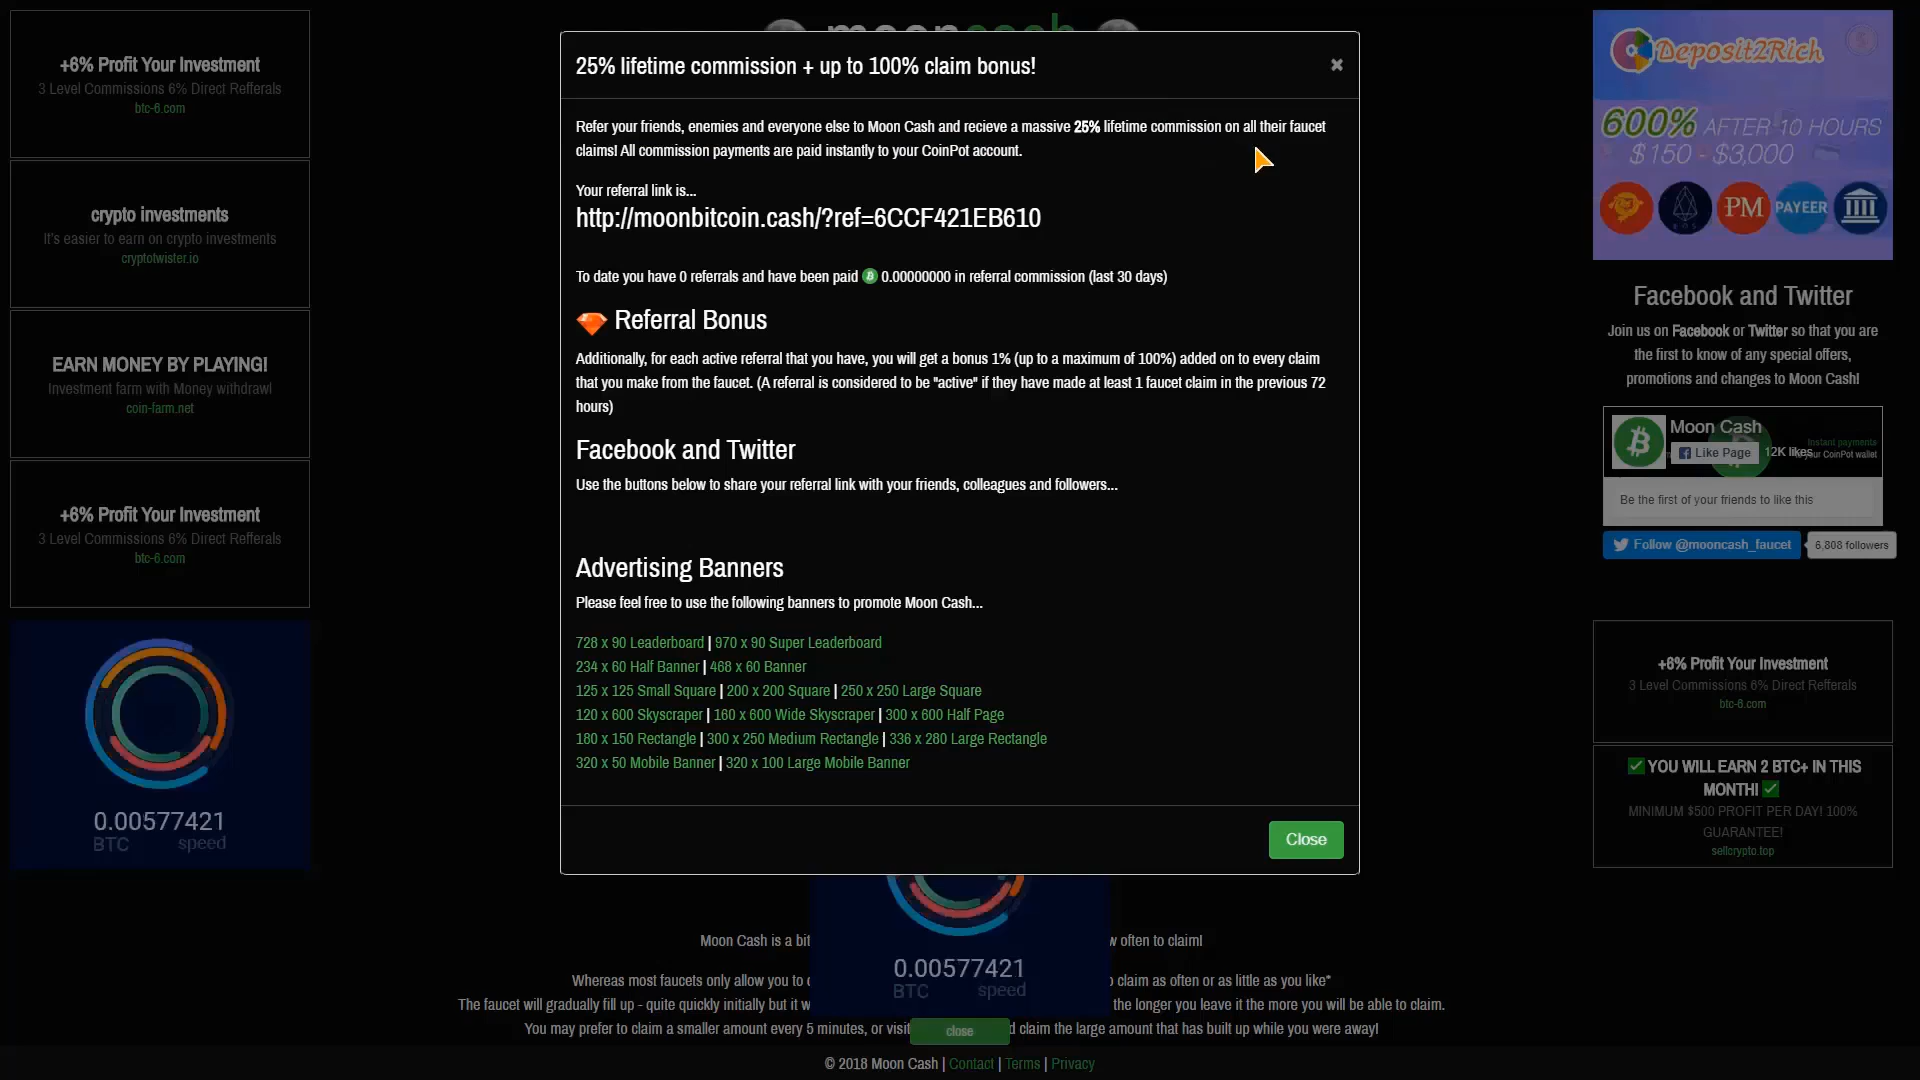 +6% Profit Your Investment
3 Level Commissions 6% Direct Refferals
btc-6.com
crypto investments
It's easier to earn on crypto investments
cryptotwister.io
EARN MONEY BY PLAYING!
Investment farm with Money withdrawl
coin-farm.net
+6% Profit Your Investment
3 Level Commissions 6% Direct Refferals
btc-6.com
0.00577421
BTC speed
mooncash
25% lifetime commission + up to 100% claim bonus!
×
Refer your friends, enemies and everyone else to Moon Cash and recieve a massive 25% lifetime commission on all their faucet
claims! All commission payments are paid instantly to your CoinPot account.
Your referral link is...
http://moonbitcoin.cash/?ref=6CCF421EB610
To date you have 0 referrals and have been paid 0.00000000 in referral commission (last 30 days)
Referral Bonus
Additionally, for each active referral that you have, you will get a bonus 1% (up to a maximum of 100%) added on to every claim
that you make from the faucet. (A referral is considered to be "active" if they have made at least 1 faucet claim in the previous 72
hours)
Facebook and Twitter
Use the buttons below to share your referral link with your friends, colleagues and followers...
Advertising Banners
Please feel free to use the following banners to promote Moon Cash...
728 x 90 Leaderboard | 970 x 90 Super Leaderboard
234 x 60 Half Banner | 468 x 60 Banner
125 x 125 Small Square | 200 x 200 Square | 250 x 250 Large Square
120 x 600 Skyscraper | 160 x 600 Wide Skyscraper | 300 x 600 Half Page
180 x 150 Rectangle | 300 x 250 Medium Rectangle | 336 x 280 Large Rectangle
320 x 50 Mobile Banner | 320 x 100 Large Mobile Banner
Close
Moon Cash is a bit often to claim!
Whereas most faucets only allow you to claim as often or as little as you like*
The faucet will gradually fill up - quite quickly initially but it the longer you leave it the more you will be able to claim.
You may prefer to claim a smaller amount every 5 minutes, or visit claim the large amount that has built up while you were away!
0.00577421
BTC speed
close
© 2018 Moon Cash | Contact | Terms | Privacy
Deposit2Rich
600% AFTER 10 HOURS
$150 - $3,000
PM
PAYEER
Facebook and Twitter
Join us on Facebook or Twitter so that you are
the first to know of any special offers,
promotions and changes to Moon Cash!
Moon Cash
Instant payments
your CoinPot wallet
Like Page 12K likes
Be the first of your friends to like this
Follow @mooncash_faucet 6,808 followers
+6% Profit Your Investment
3 Level Commissions 6% Direct Refferals
btc-6.com
YOU WILL EARN 2 BTC+ IN THIS
MONTH!
MINIMUM $500 PROFIT PER DAY! 100%
GUARANTEE!
sellcrypto.top